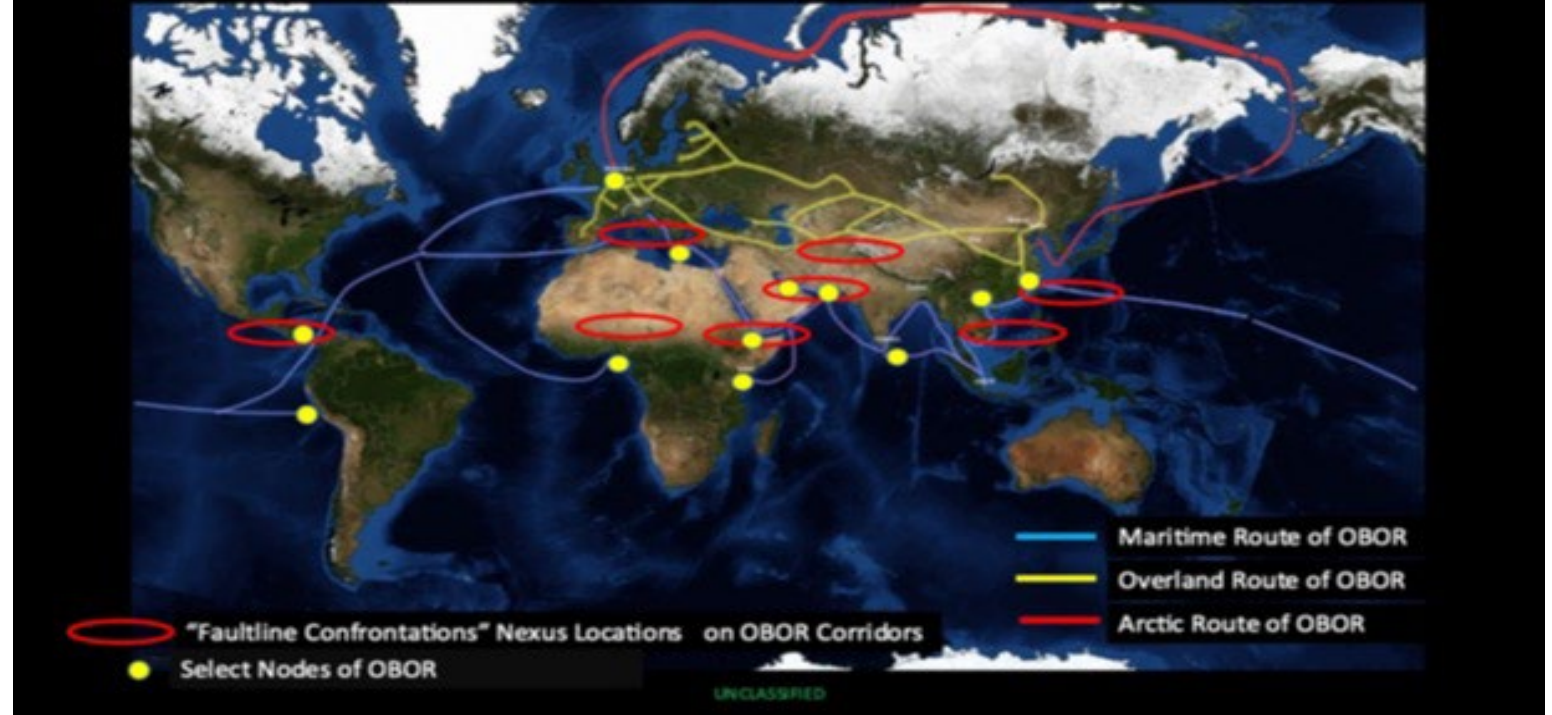 Maritime Route of OBOR
Overland Route of OBOR
Arctic Route of OBOR
“Faultline Confrontations” Nexus Locations on OBOR Corridors
Select Nodes of OBOR
UNCLASSIFIED